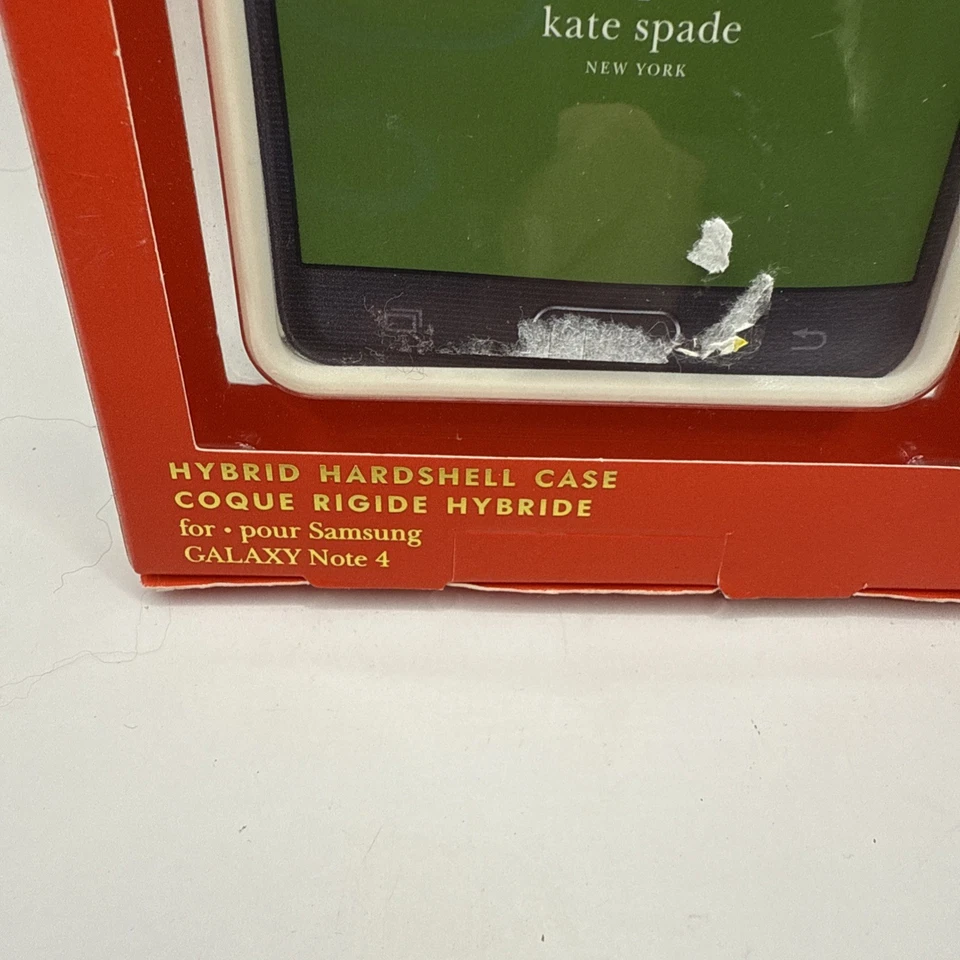 kate spade
NEW YORK
HYBRID HARDSHELL CASE
COQUE RIGIDE HYBRIDE
for • pour Samsung
GALAXY Note 4